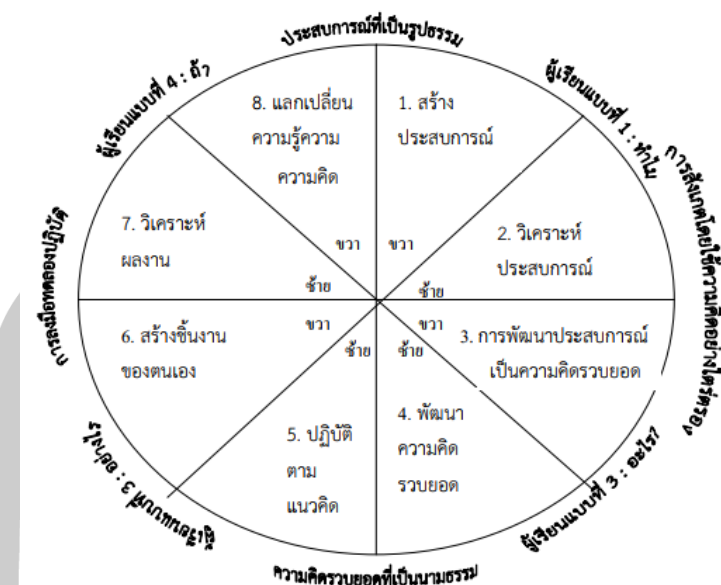 ประสบการณ์ที่เป็นรูปธรรม
ผู้เรียนแบบที่ 4 : ถ้า
ผู้เรียนแบบที่ 1 : ทำไม
8. แลกเปลี่ยน
ความรู้ความ
ความคิด
1. สร้าง
ประสบการณ์
การสังเกตโดยใช้ความคิดอย่างไตร่ตรอง
การลงมือทดลองปฏิบัติ
7. วิเคราะห์
ผลงาน
ขวา
ขวา
2. วิเคราะห์
ประสบการณ์
ซ้าย
ซ้าย
6. สร้างชิ้นงาน
ของตนเอง
ขวา
ซ้าย
ขวา
ซ้าย
3. การพัฒนาประสบการณ์
เป็นความคิดรวบยอด
5. ปฏิบัติ
ตาม
แนวคิด
4. พัฒนา
ความคิด
รวบยอด
ผู้เรียนแบบที่ 3 : อย่างไร
ผู้เรียนแบบที่ 3 : อะไร?
ความคิดรวบยอดที่เป็นนามธรรม